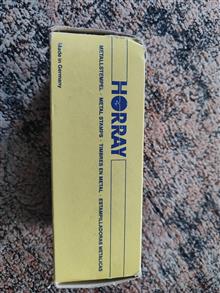 HORRAY
METALLSTEMPEL - METAL STAMPS - TIMBRES EN METAL - ESTAMPILLADORAS METALICAS
Made in Germany